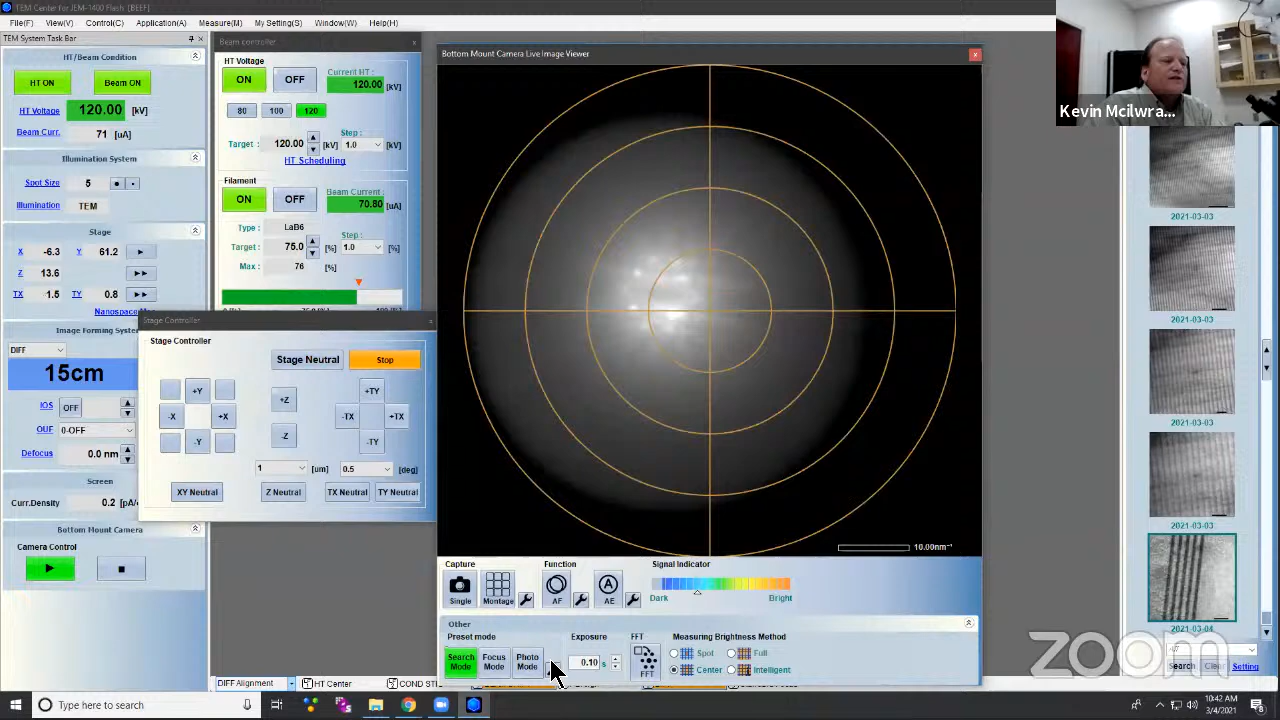 TEM Center for JEM-1400 Flash [BEEF]
File(F) View(V) Control(C) Application(A) Measure(M) My Setting(S) Window(W) Help(H)
TEM System Task Bar
HT/Beam Condition
HT ON
Beam ON
HT Voltage 120.00 [kV]
Beam Curr. 71 [uA]
Illumination System
Spot Size 5
Illumination TEM
Stage
X -6.3 Y 61.2
Z 13.6
TX -1.5 TY 0.8
DIFF
15cm
IOS OFF
OUF 0-OFF
Defocus 0.0 nm
Screen
Curr.Density 0.2
Bottom Mount Camera
Camera Control
Beam controller
HT Voltage
ON
OFF
Current HT :
120.00 [kV]
80
100
120
Target : 120.00 [kV]
Step :
1.0 [kV]
HT Scheduling
Filament
ON
OFF
Beam Current :
70.80 [uA]
Type : LaB6
Target : 75.0 [%]
Step :
1.0 [%]
Max : 76 [%]
Stage Controller
Stage Controller
Stage Neutral
Stop
+Y
-X
+X
-Y
+Z
-Z
+TY
-TX
+TX
-TY
1 [um]
0.5 [deg]
XY Neutral
Z Neutral
TX Neutral
TY Neutral
Bottom Mount Camera Live Image Viewer
10.00nm⁻¹
Capture
Single
Montage
Function
AF
AE
Signal Indicator
Dark
Bright
Other
Preset mode
Search Mode
Focus Mode
Photo Mode
Exposure
0.10 s
FFT
FFT
Measuring Brightness Method
Spot
Full
Center
Intelligent
DIFF Alignment
HT Center
Kevin Mcilwra...
2021-03-03
2021-03-03
2021-03-03
2021-03-03
2021-03-04
Search
Clear
Setting
zoom
Type here to search
10:42 AM
3/4/2021